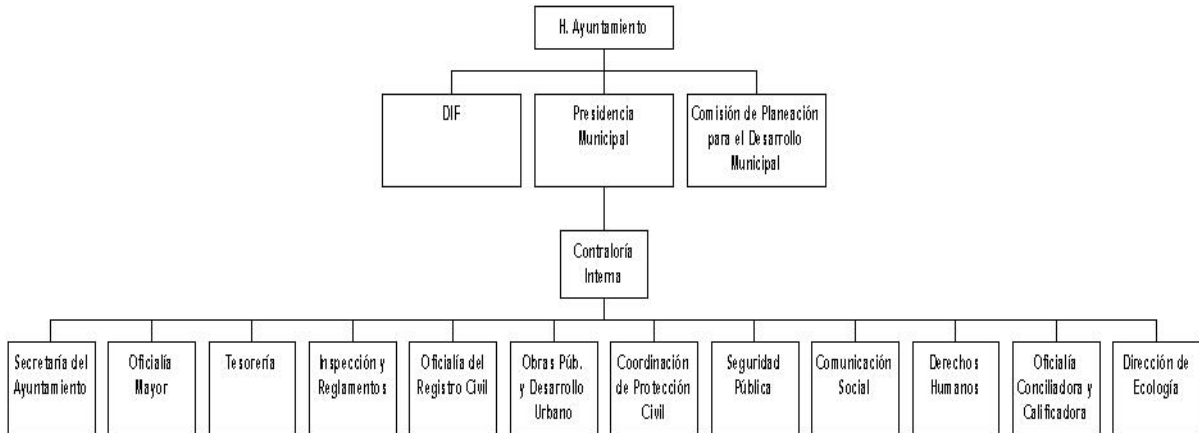 H. Ayuntamiento
DIF
Presidencia
Municipal
Comisión de Planeación
para el Desarrollo
Municipal
Contraloría
Interna
Secretaría del
Ayuntamiento
Oficialía
Mayor
Tesorería
Inspección y
Reglamentos
Oficialía del
Registro Civil
Obras Púb.
y Desarrollo
Urbano
Coordinación
de Protección
Civil
Seguridad
Pública
Comunicación
Social
Derechos
Humanos
Oficialía
Conciliadora y
Calificadora
Dirección de
Ecología